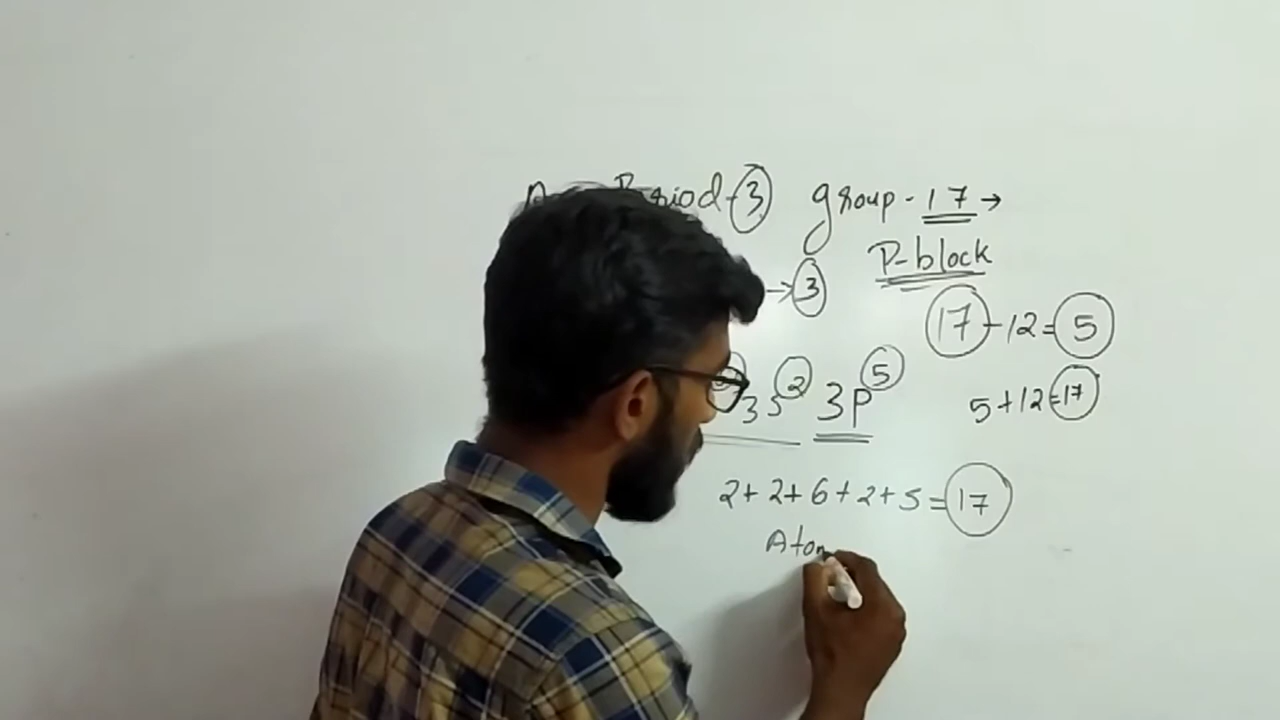 Period-3 group-17 →
P-block
→ 3
17-12=5
3s² 3p⁵
5+12=17
2+2+6+2+5=17
Atom